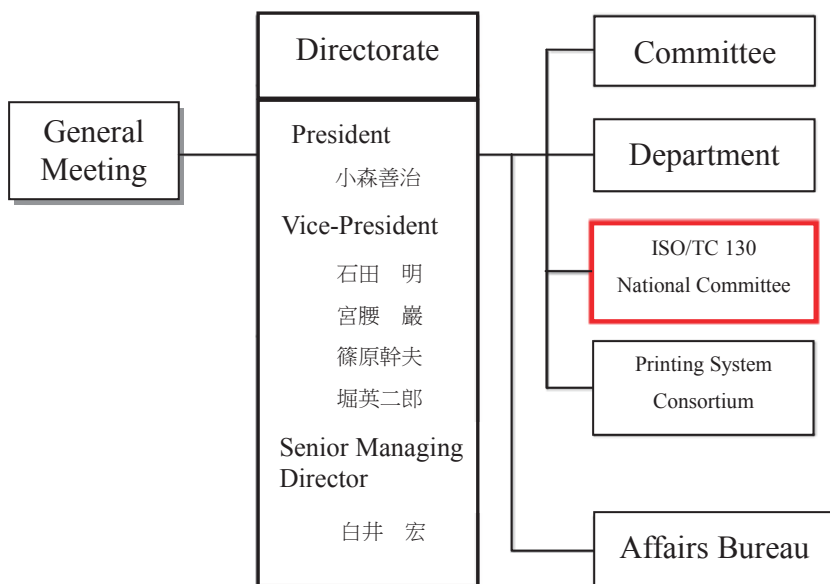 General
Meeting
Directorate
President
小森善治
Vice-President
石田　明
宮腰　巖
篠原幹夫
堀英二郎
Senior Managing
Director
白井　宏
Committee
Department
ISO/TC 130
National Committee
Printing System
Consortium
Affairs Bureau